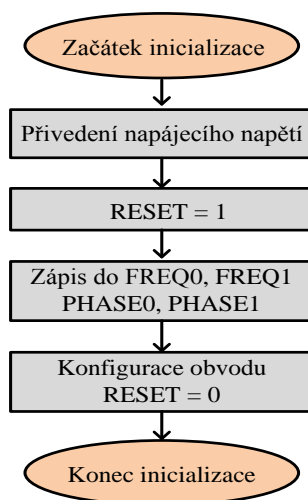 Začátek inicializace
Přivedení napájecího napětí
RESET = 1
Zápis do FREQ0, FREQ1
PHASE0, PHASE1
Konfigurace obvodu
RESET = 0
Konec inicializace